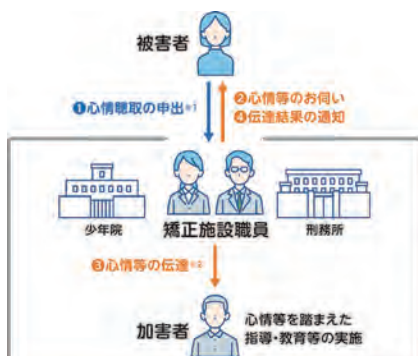 被害者
❶心情聴取の申出※1
❷心情等のお伺い
❹伝達結果の通知
少年院
矯正施設職員
刑務所
❸心情等の伝達※2
加害者
心情等を踏まえた
指導・教育等の実施